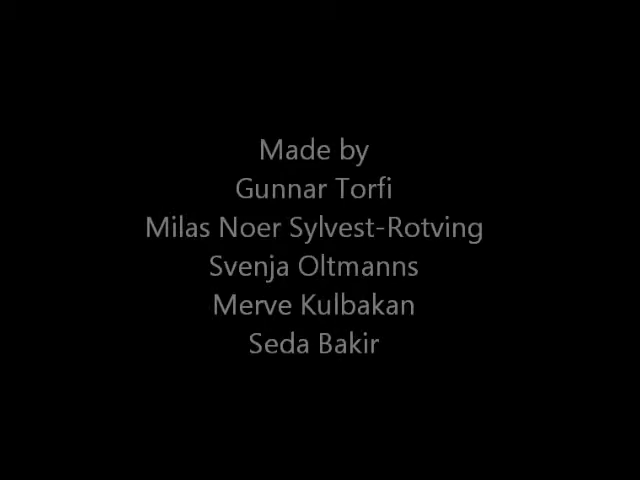 Made by
Gunnar Torfi
Milas Noer Sylvest-Rotving
Svenja Oltmanns
Merve Kulbakan
Seda Bakir